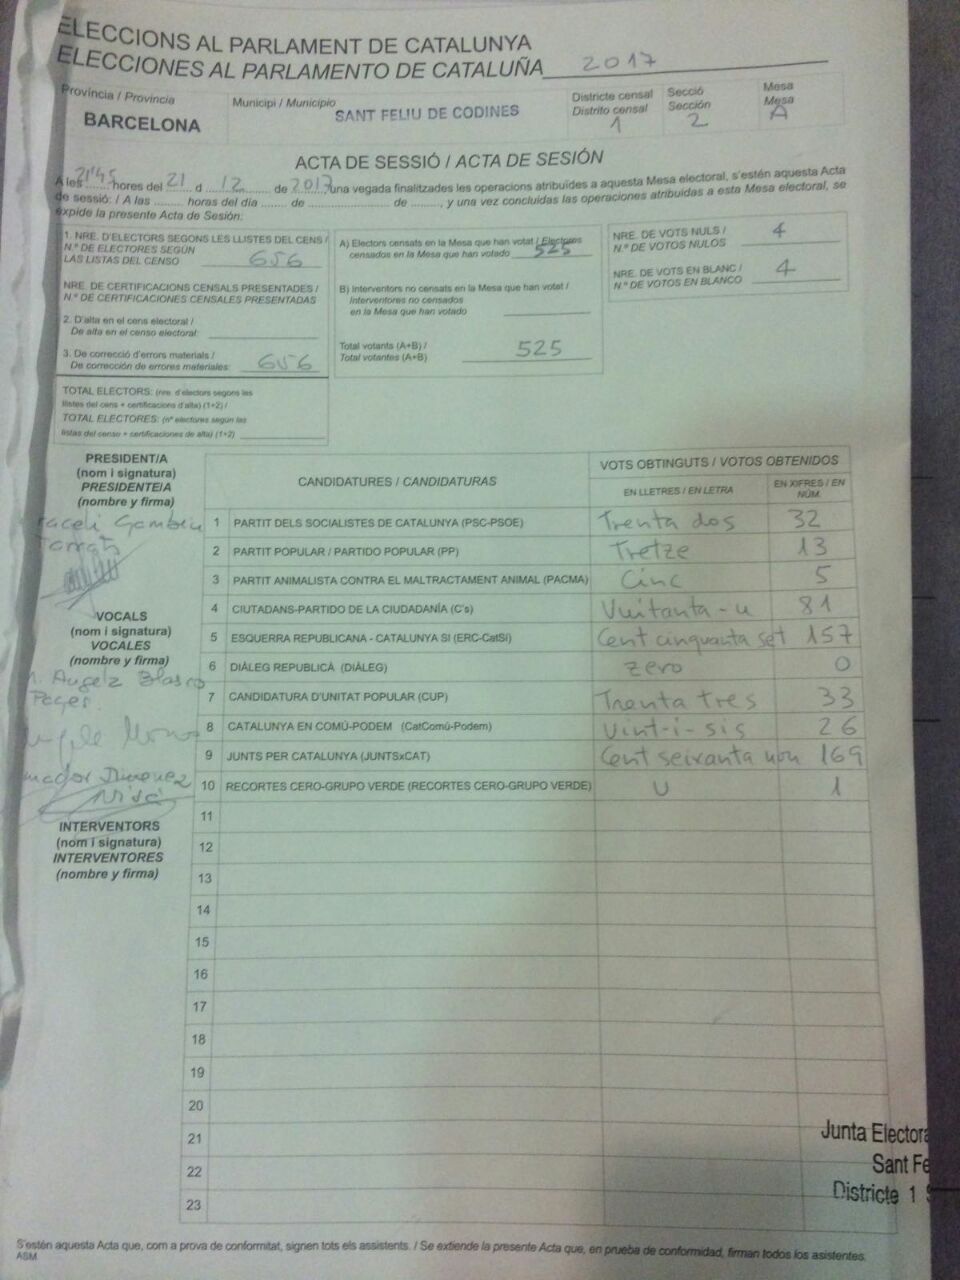 ELECCIONS AL PARLAMENT DE CATALUNYA
ELECCIONES AL PARLAMENTO DE CATALUÑA 2017
Província / Provincia
BARCELONA
Municipi / Municipio
SANT FELIU DE CODINES
Districte censal
Distrito censal
1
Secció
Sección
2
Mesa
Mesa
A
ACTA DE SESSIÓ / ACTA DE SESIÓN
A les 21'45 hores del 21 d 12 de 2017 una vegada finalitzades les operacions atribuïdes a aquesta Mesa electoral, s'estén aquesta Acta
de sessió: / A las ......... horas del día ........ de ..................... de ........, y una vez concluidas las operaciones atribuidas a esta Mesa electoral, se
expide la presente Acta de Sesión:
1. NRE. D'ELECTORS SEGONS LES LLISTES DEL CENS /
N.º DE ELECTORES SEGÚN
LAS LISTAS DEL CENSO 656
NRE. DE CERTIFICACIONS CENSALS PRESENTADES /
N.º DE CERTIFICACIONES CENSALES PRESENTADAS
2. D'alta en el cens electoral /
De alta en el censo electoral:
3. De correcció d'errors materials /
De corrección de errores materiales: 656
TOTAL ELECTORS: (nre. d'electors segons les
llistes del cens + certificacions d'alta) (1+2) /
TOTAL ELECTORES: (nº electores según las
listas del censo + certificaciones de alta) (1+2)
A) Electors censats en la Mesa que han votat / Electores
censados en la Mesa que han votado 525
B) Interventors no censats en la Mesa que han votat /
Interventores no censados
en la Mesa que han votado
Total votants (A+B) /
Total votantes (A+B) 525
NRE. DE VOTS NULS /
N.º DE VOTOS NULOS 4
NRE. DE VOTS EN BLANC /
N.º DE VOTOS EN BLANCO 4
PRESIDENT/A
(nom i signatura)
PRESIDENTE/A
(nombre y firma)
VOCALS
(nom i signatura)
VOCALES
(nombre y firma)
Pages.
INTERVENTORS
(nom i signatura)
INTERVENTORES
(nombre y firma)
CANDIDATURES / CANDIDATURAS
VOTS OBTINGUTS / VOTOS OBTENIDOS
EN LLETRES / EN LETRA
EN XIFRES / EN
NÚM.
1 PARTIT DELS SOCIALISTES DE CATALUNYA (PSC-PSOE) Trenta dos 32
2 PARTIT POPULAR / PARTIDO POPULAR (PP) Tretze 13
3 PARTIT ANIMALISTA CONTRA EL MALTRACTAMENT ANIMAL (PACMA) Cinc 5
4 CIUTADANS-PARTIDO DE LA CIUDADANÍA (C's) Vuitanta-u 81
5 ESQUERRA REPUBLICANA - CATALUNYA SI (ERC-CatSí) Cent cinquanta set 157
6 DIÀLEG REPUBLICÀ (DIÀLEG) zero 0
7 CANDIDATURA D'UNITAT POPULAR (CUP) Trenta tres 33
8 CATALUNYA EN COMÚ-PODEM (CatComú-Podem) Vint-i-sis 26
9 JUNTS PER CATALUNYA (JUNTSxCAT) Cent seixanta nou 169
10 RECORTES CERO-GRUPO VERDE (RECORTES CERO-GRUPO VERDE) U 1
11
12
13
14
15
16
17
18
19
20
21
22
23
Junta Electora
Sant Fe
Districte 1
S'estén aquesta Acta que, com a prova de conformitat, signen tots els assistents. / Se extiende la presente Acta que, en prueba de conformidad, firman todos los asistentes.
ASM